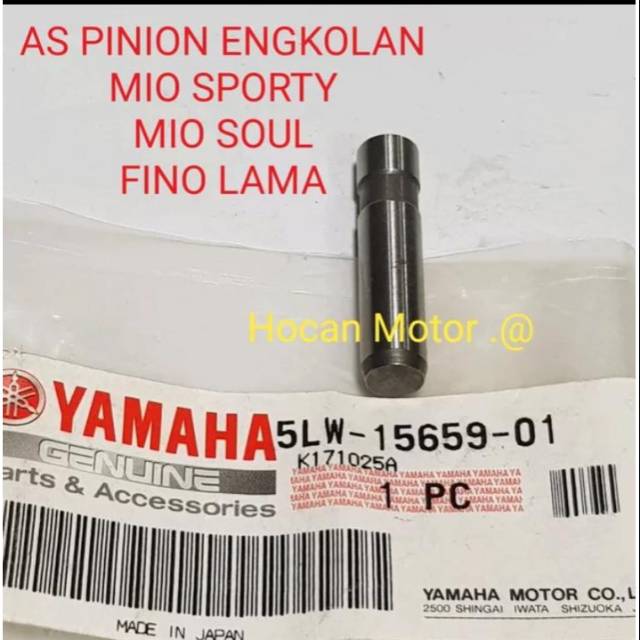 AS PINION ENGKOLAN
MIO SPORTY
MIO SOUL
FINO LAMA
Hocan Motor .@
YAMAHA
5LW-15659-01
GENUINE
K171025A
Parts & Accessories
1 PC
YAMAHA MOTOR CO.,L
2500 SHINGAI IWATA SHIZUOKA J
MADE IN JAPAN